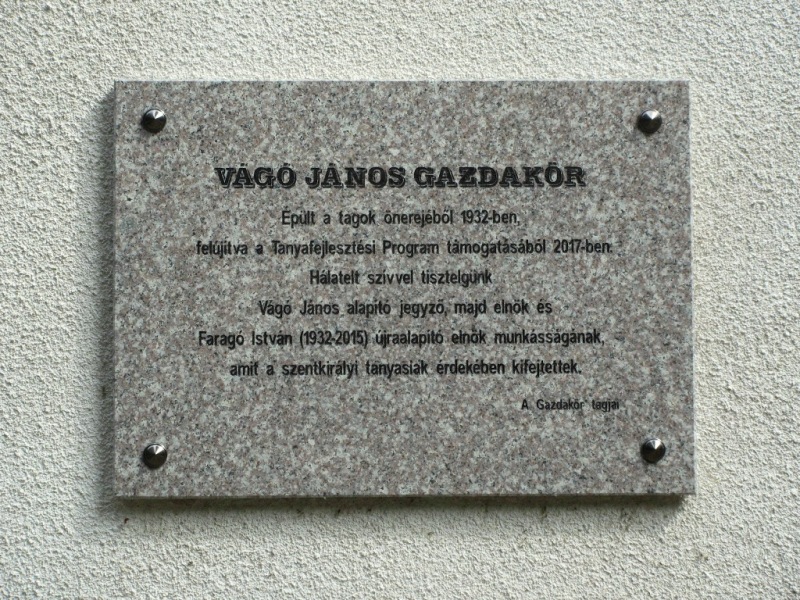 VÁGÓ JÁNOS GAZDAKÖR
Épült a tagok önerejéből 1932-ben,
felújítva a Tanyafejlesztési Program támogatásából 2017-ben.
Hálatelt szívvel tisztelgünk
Vágó János alapító jegyző, majd elnök és
Faragó István (1932-2015) újraalapító elnök munkásságának,
amit a szentkirályi tanyasiak érdekében kifejtettek.
A Gazdakör tagjai